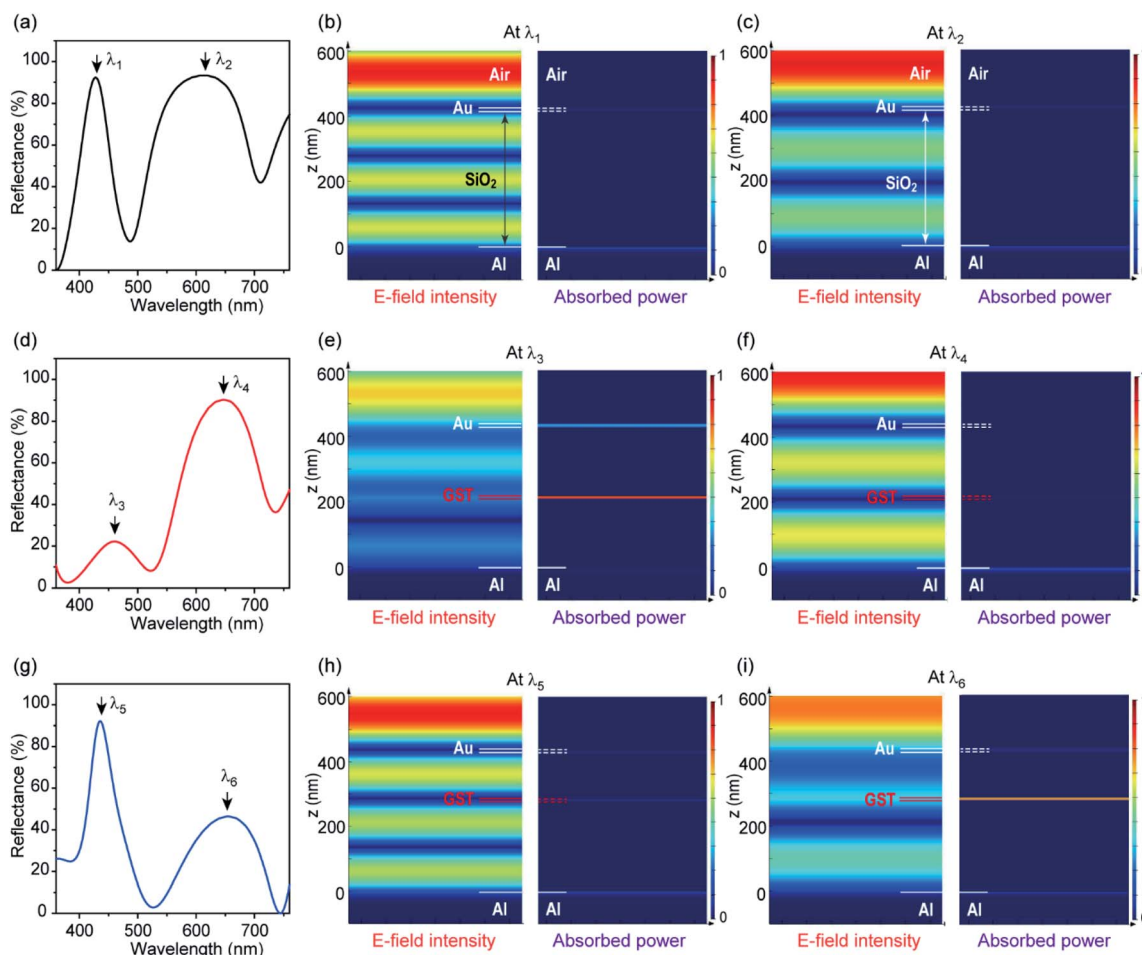 (a)
100
80
60
40
20
0
Reflectance (%)
λ1
λ2
400 500 600 700
Wavelength (nm)
(b)
At λ1
600
400
200
0
z (nm)
Air
Au
SiO2
Al
Air
Al
1
0
E-field intensity
Absorbed power
(c)
At λ2
600
400
200
0
z (nm)
Air
Au
SiO2
Al
Air
Al
1
0
E-field intensity
Absorbed power
(d)
100
80
60
40
20
0
Reflectance (%)
λ3
λ4
400 500 600 700
Wavelength (nm)
(e)
At λ3
600
400
200
0
z (nm)
Au
GST
Al
Al
1
0
E-field intensity
Absorbed power
(f)
At λ4
600
400
200
0
z (nm)
Au
GST
Al
Al
E-field intensity
Absorbed power
(g)
100
80
60
40
20
0
Reflectance (%)
λ5
λ6
400 500 600 700
Wavelength (nm)
(h)
At λ5
600
400
200
0
z (nm)
Au
GST
Al
Al
1
0
E-field intensity
Absorbed power
(i)
At λ6
600
400
200
0
z (nm)
Au
GST
Al
Al
E-field intensity
Absorbed power